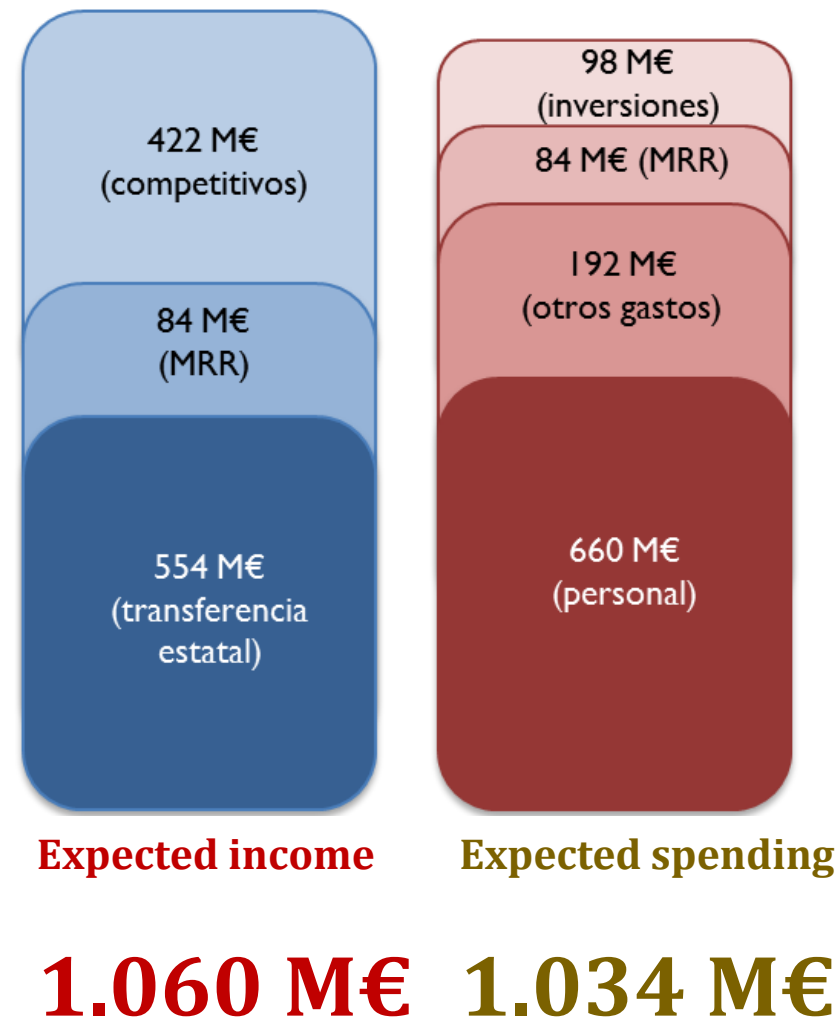 422 M€
(competitivos)
84 M€
(MRR)
554 M€
(transferencia
estatal)
98 M€
(inversiones)
84 M€ (MRR)
192 M€
(otros gastos)
660 M€
(personal)
Expected income
Expected spending
1.060 M€
1.034 M€